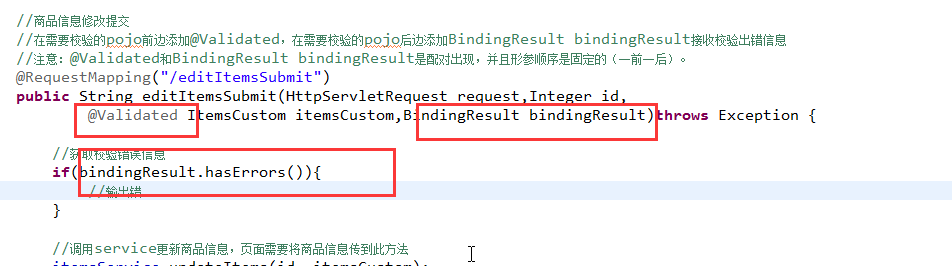 //商品信息修改提交
//在需要校验的pojo前边添加@Validated，在需要校验的pojo后边添加BindingResult bindingResult接收校验出错信息
//注意：@Validated和BindingResult bindingResult是配对出现，并且形参顺序是固定的（一前一后）。
@RequestMapping("/editItemsSubmit")
public String editItemsSubmit(HttpServletRequest request,Integer id,
@Validated ItemsCustom itemsCustom,BindingResult bindingResult)throws Exception {
//获取校验错误信息
if(bindingResult.hasErrors()){
//输出错
}
//调用service更新商品信息，页面需要将商品信息传到此方法
itemsService.updateItems(id, itemsCustom);